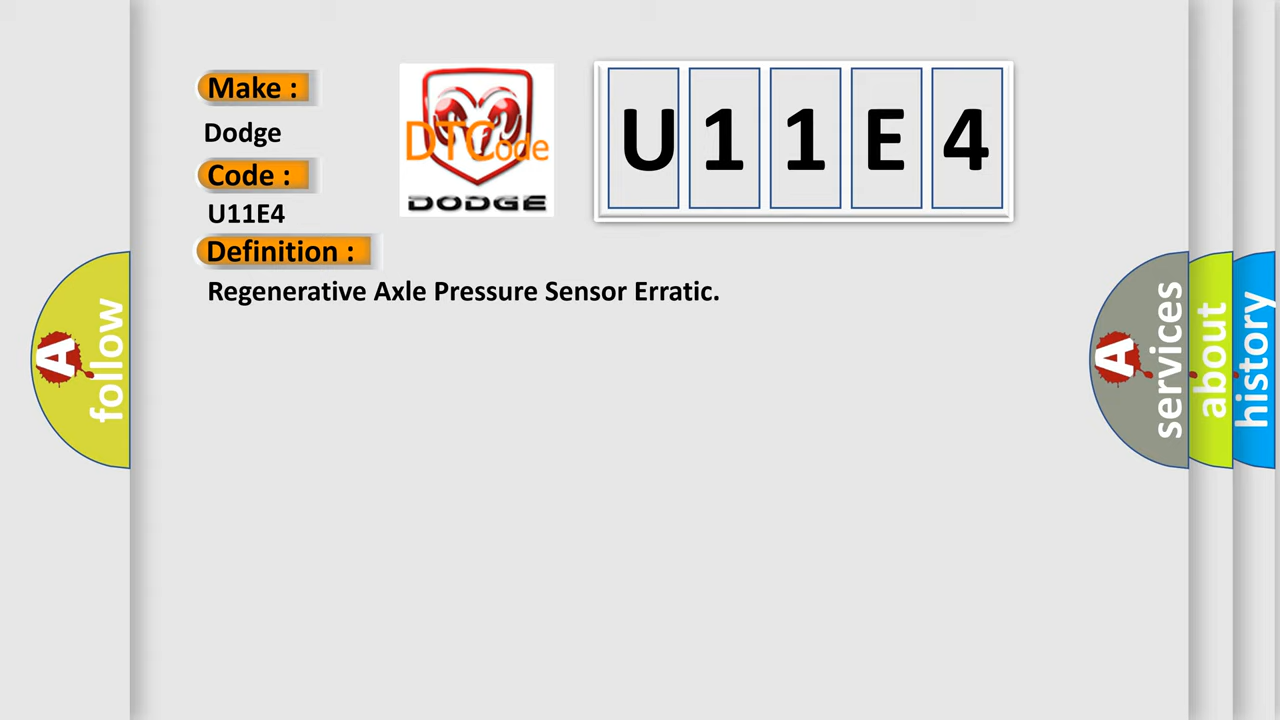 Make :
Dodge
Code :
U11E4
Definition :
Regenerative Axle Pressure Sensor Erratic.
DTCode
DODGE
U 1 1 E 4
A follow
A services
about
history